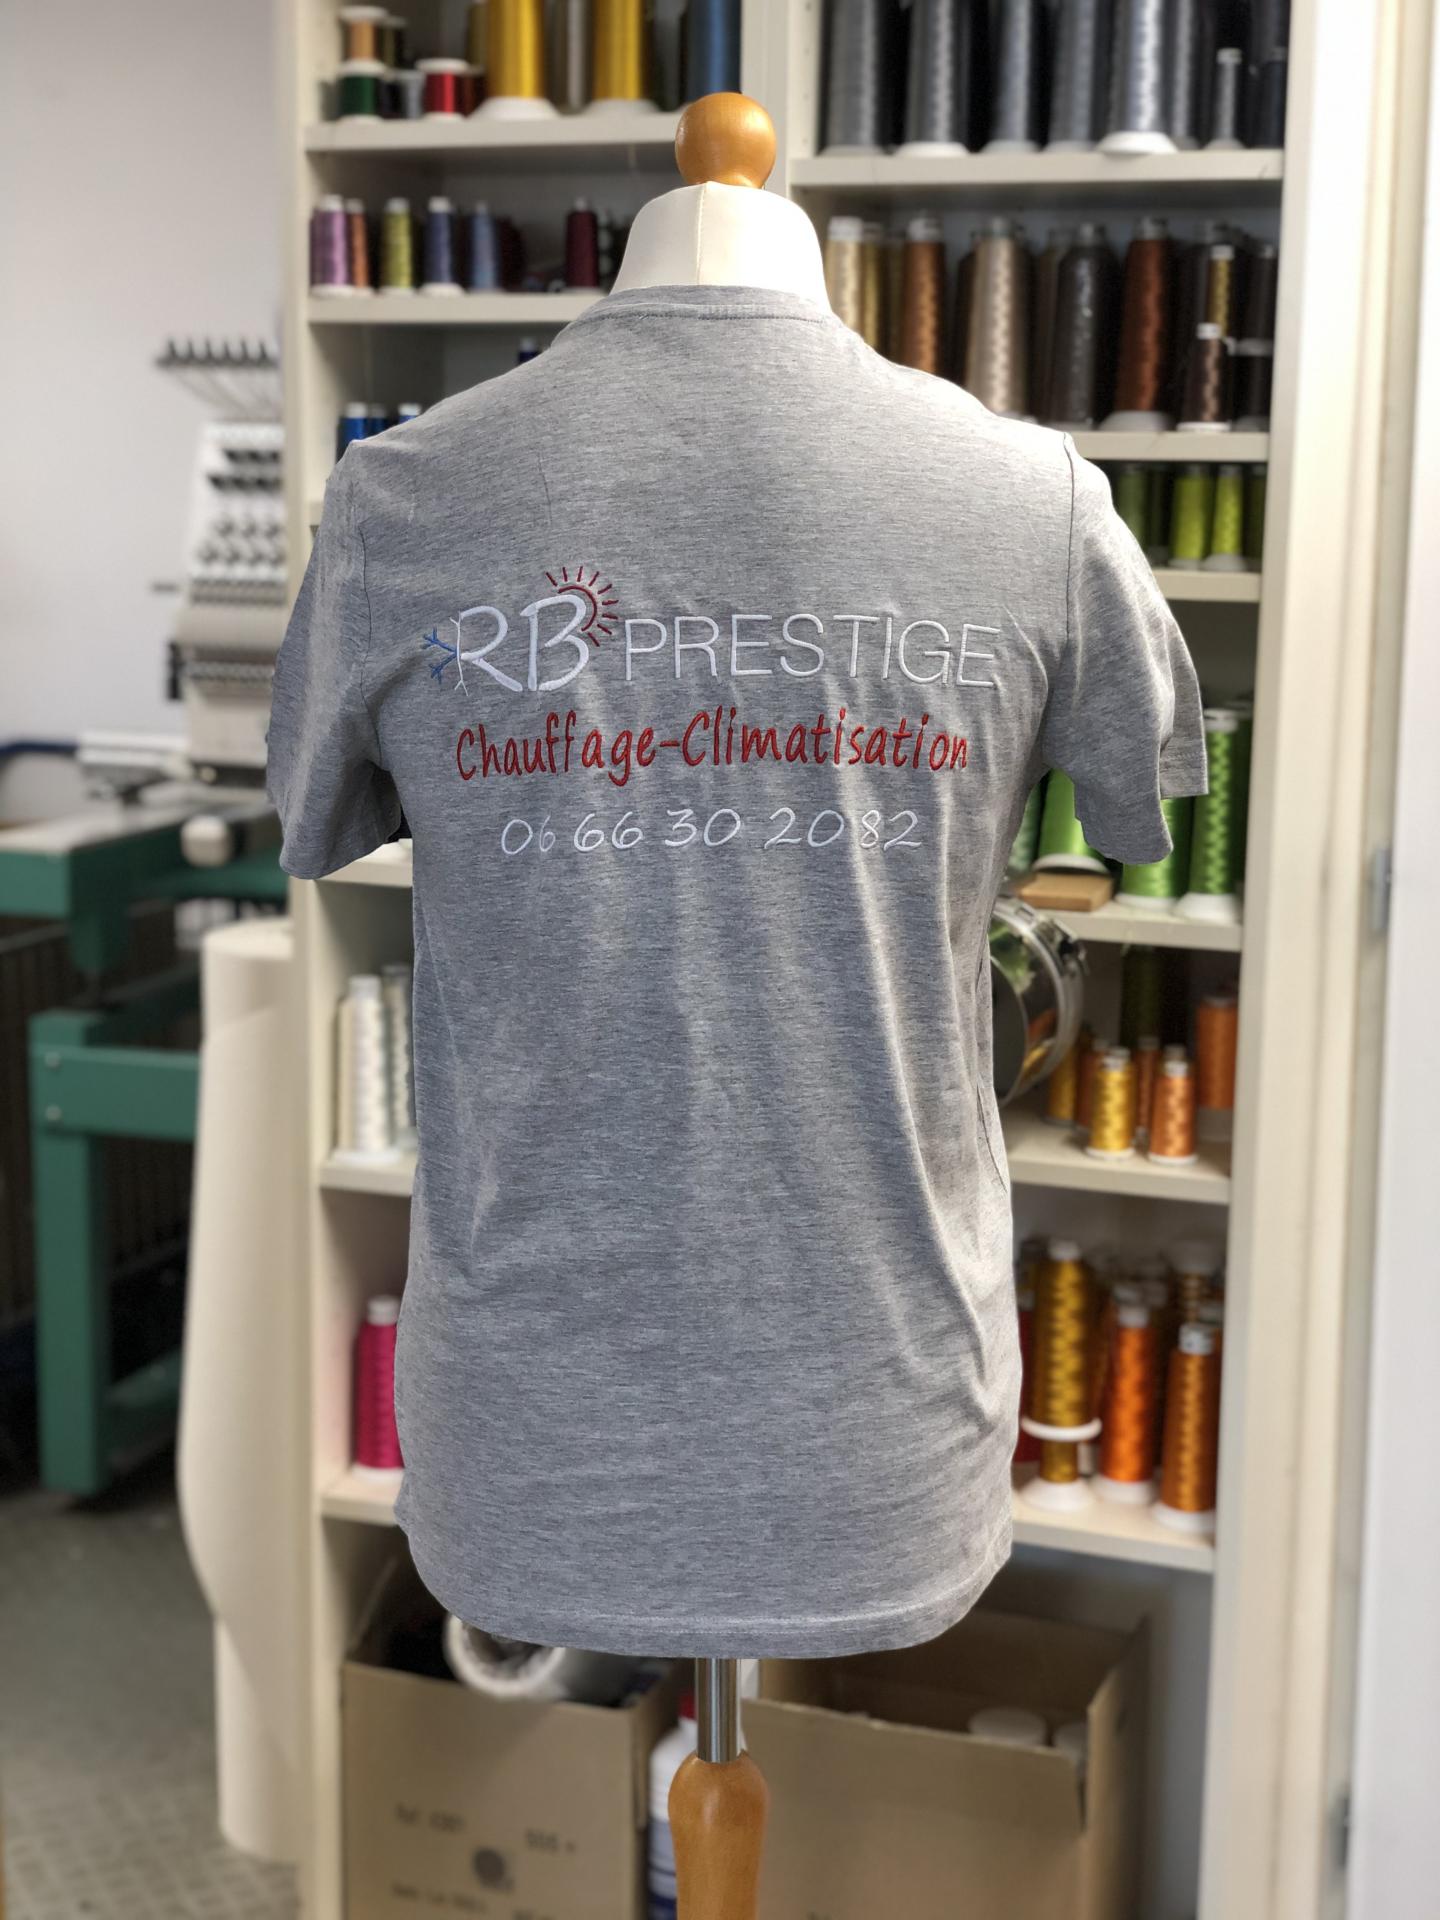 RB PRESTIGE
Chauffage-Climatisation
06 66 30 20 82